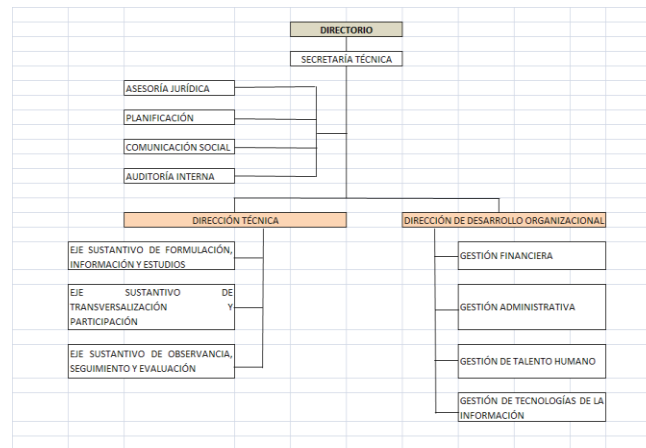 DIRECTORIO
SECRETARÍA TÉCNICA
ASESORÍA JURÍDICA
PLANIFICACIÓN
COMUNICACIÓN SOCIAL
AUDITORÍA INTERNA
DIRECCIÓN TÉCNICA
DIRECCIÓN DE DESARROLLO ORGANIZACIONAL
EJE SUSTANTIVO DE FORMULACIÓN,
INFORMACIÓN Y ESTUDIOS
EJE SUSTANTIVO DE
TRANSVERSALIZACIÓN Y
PARTICIPACIÓN
EJE SUSTANTIVO DE OBSERVANCIA,
SEGUIMIENTO Y EVALUACIÓN
GESTIÓN FINANCIERA
GESTIÓN ADMINISTRATIVA
GESTIÓN DE TALENTO HUMANO
GESTIÓN DE TECNOLOGÍAS DE LA
INFORMACIÓN